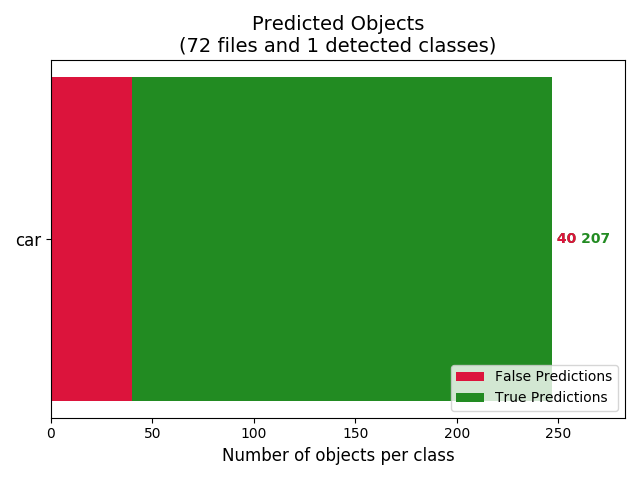 Predicted Objects
(72 files and 1 detected classes)
car
40 207
False Predictions
True Predictions
0 50 100 150 200 250
Number of objects per class